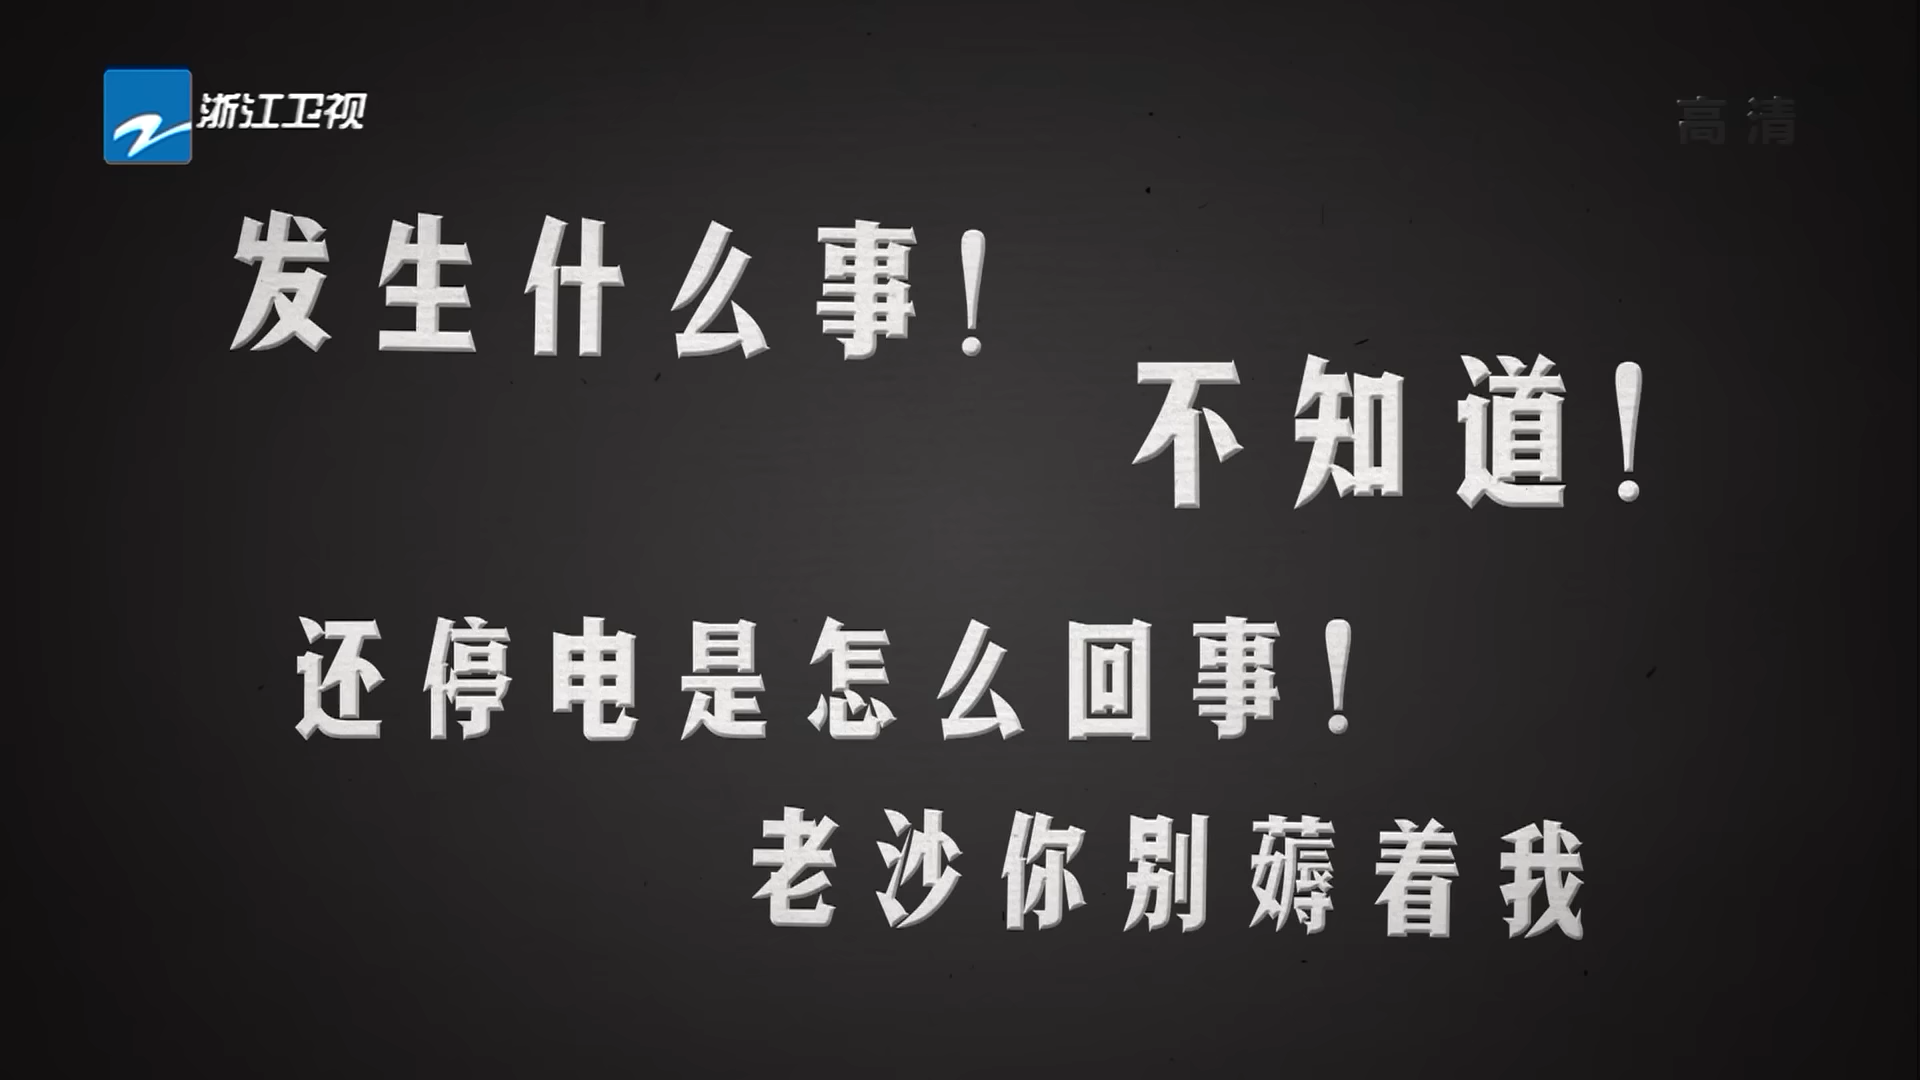 浙江卫视
高清
发生什么事!
不知道!
还停电是怎么回事!
老沙你别薅着我